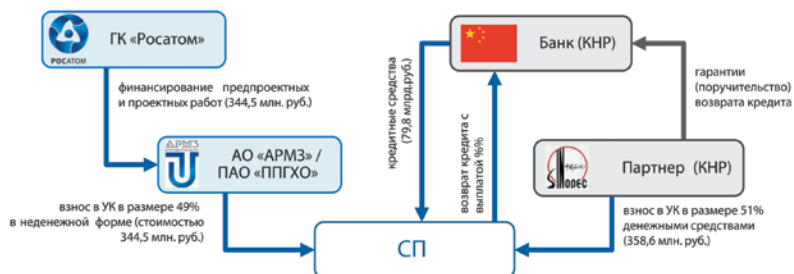 ГК «Росатом»
РОСАТОМ
финансирование предпроектных
и проектных работ (344,5 млн. руб.)
АРМЗ
АО «АРМЗ» /
ПАО «ППГХО»
взнос в УК в размере 49%
в неденежной форме (стоимостью
344,5 млн. руб.)
кредитные средства
(79,8 млрд.руб.)
возврат кредита с
выплатой %%
СП
Банк (КНР)
гарантии
(поручительство)
возврата кредита
Партнер (КНР)
взнос в УК в размере 51%
денежными средствами
(358,6 млн. руб.)